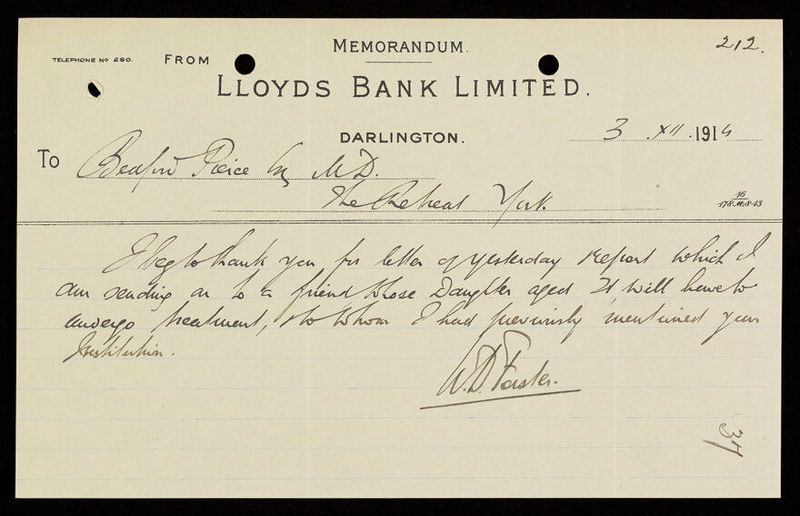 212.
MEMORANDUM.
TELEPHONE Nº 280. FROM
LLOYDS BANK LIMITED.
DARLINGTON.
3 . XII . 1914
To Bedford Pierce Esq M.D.
The Retreat York
16
178.M.8.13
I beg to thank you for letter of yesterday & report which I
am sending on to a friend whose Daughter aged 21 will have to
undergo treatment, & to whom I had previously mentioned your
Institution.
W.D. Foster.